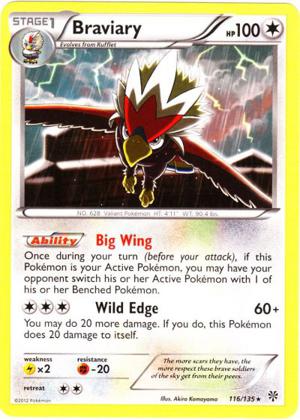 STAGE1 Braviary HP100
Evolves from Rufflet
NO. 628 Valiant Pokémon HT. 4'11" WT. 90.4 lbs.
Ability Big Wing
Once during your turn (before your attack), if this
Pokémon is your Active Pokémon, you may have your
opponent switch his or her Active Pokémon with 1 of
his or her Benched Pokémon.
Wild Edge 60+
You may do 20 more damage. If you do, this Pokémon
does 20 damage to itself.
weakness resistance
×2 -20
retreat
The more scars they have, the
more respect these brave soldiers
of the sky get from their peers.
©2012 Pokémon
Illus. Akira Komayama
116/135★